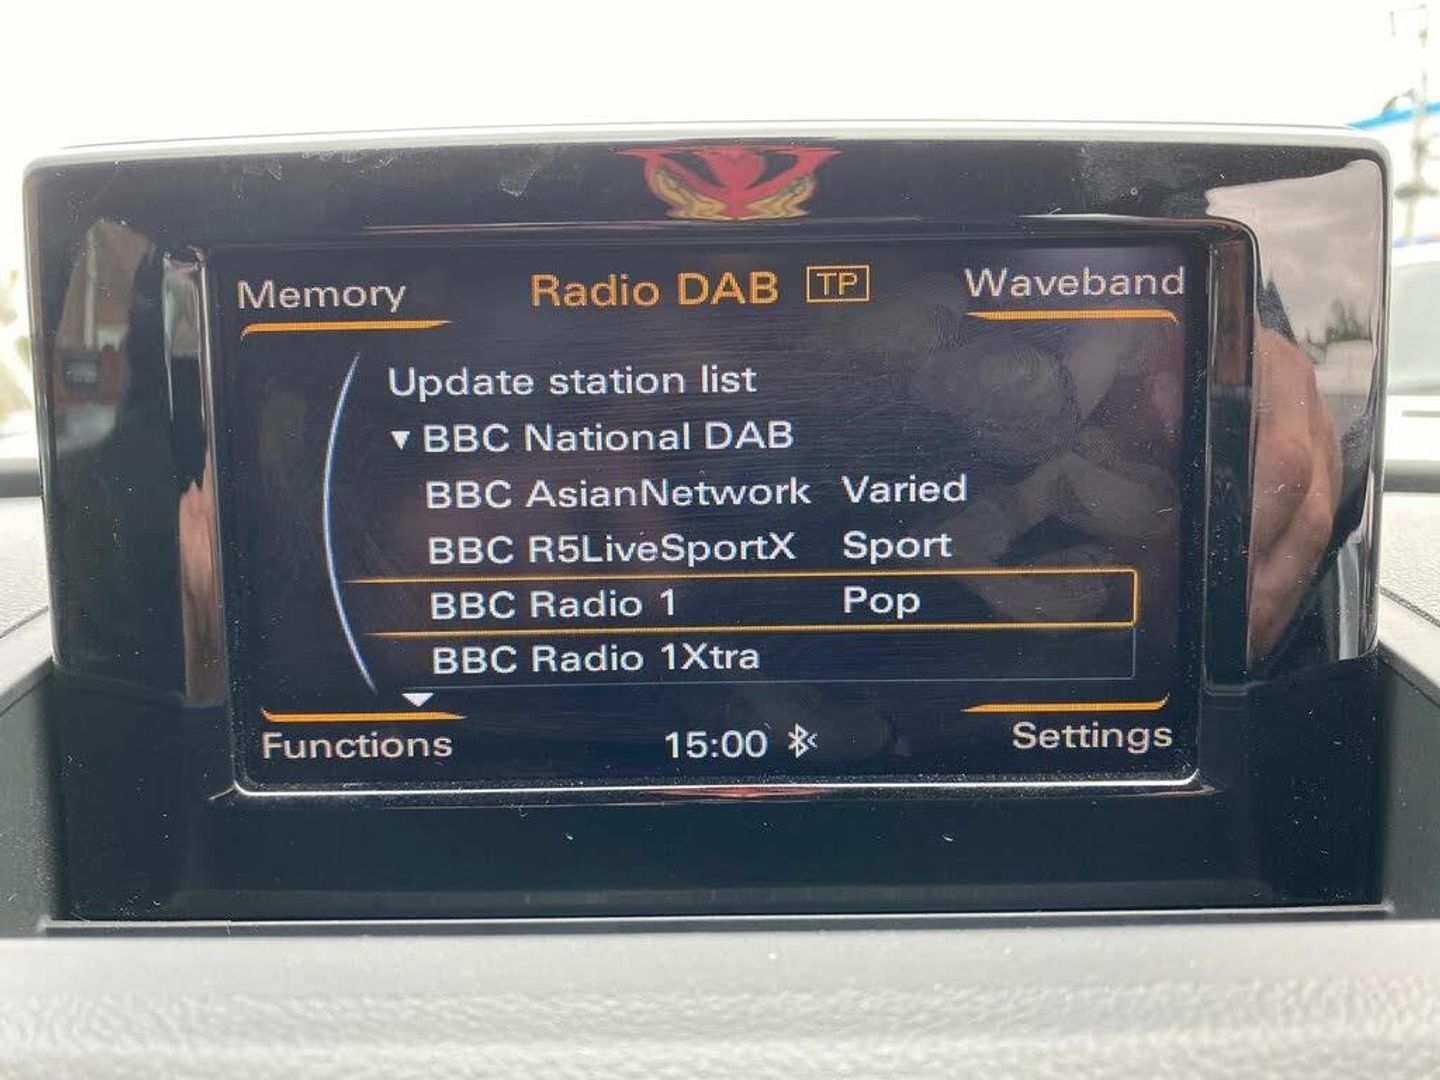 Memory Radio DAB TP Waveband
Update station list
▼ BBC National DAB
BBC AsianNetwork Varied
BBC R5LiveSportX Sport
BBC Radio 1 Pop
BBC Radio 1Xtra
Functions 15:00 Settings